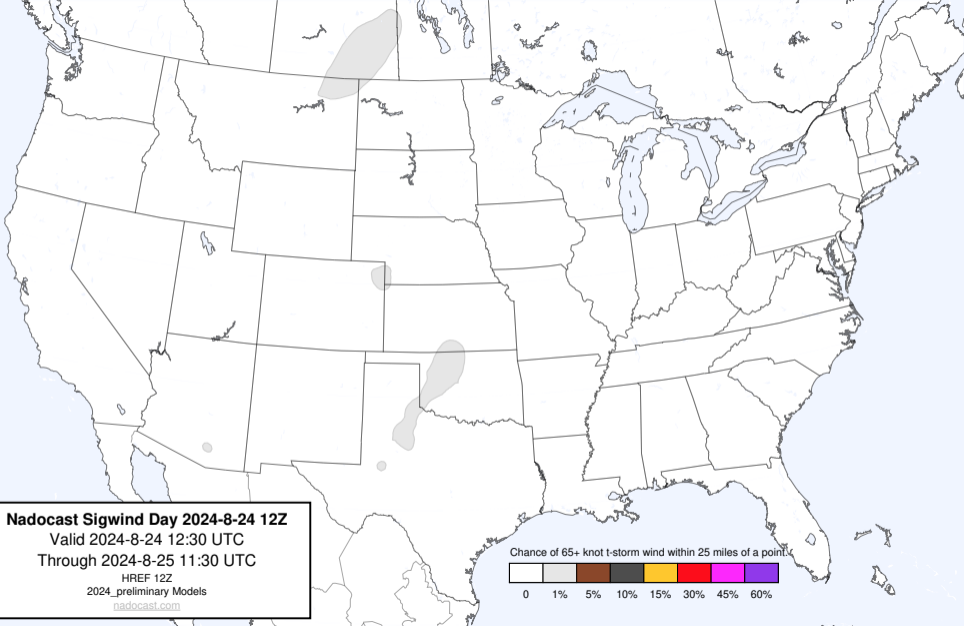 Nadocast Sigwind Day 2024-8-24 12Z
Valid 2024-8-24 12:30 UTC
Through 2024-8-25 11:30 UTC
HREF 12Z
2024_preliminary Models
nadocast.com
Chance of 65+ knot t-storm wind within 25 miles of a point.
0 1% 5% 10% 15% 30% 45% 60%